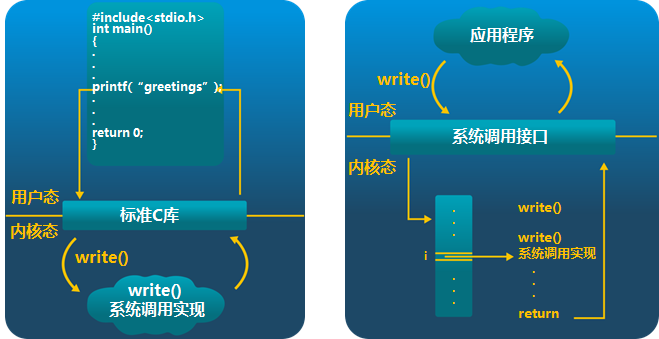 #include<stdio.h>
int main()
{
.
.
.
printf( “greetings” );
.
.
.
return 0;
}
用户态
标准C库
内核态
write()
write()
系统调用实现
应用程序
write()
用户态
系统调用接口
内核态
.
.
.
i
.
.
.
write()
write()
系统调用实现
.
.
.
return